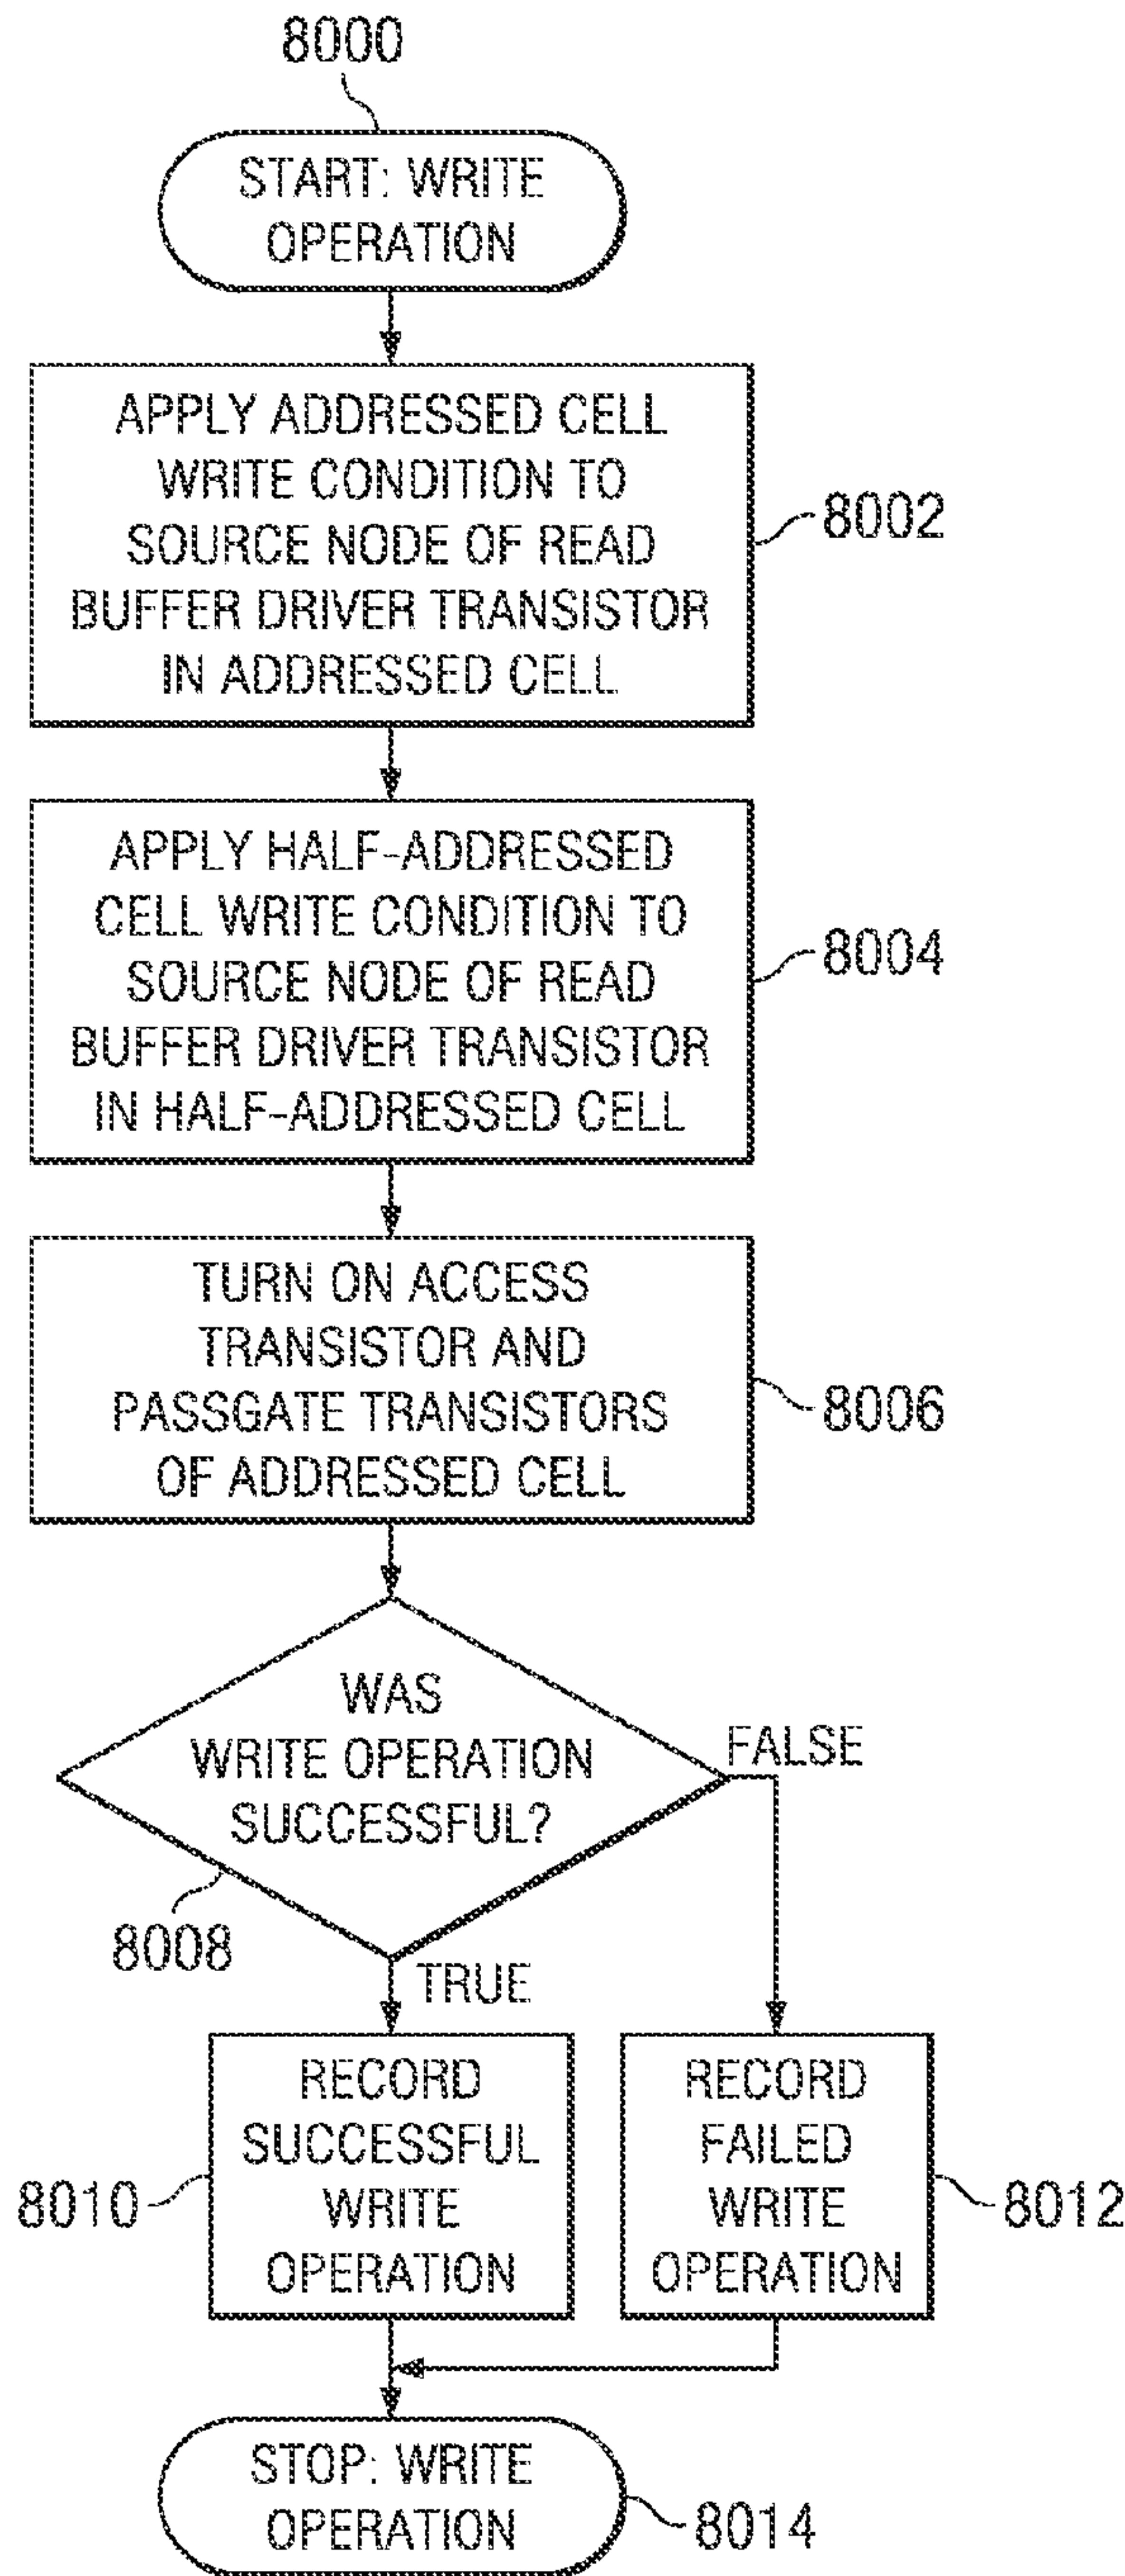 8000
START: WRITE
OPERATION
APPLY ADDRESSED CELL
WRITE CONDITION TO
SOURCE NODE OF READ
BUFFER DRIVER TRANSISTOR
IN ADDRESSED CELL
8002
APPLY HALF-ADDRESSED
CELL WRITE CONDITION TO
SOURCE NODE OF READ
BUFFER DRIVER TRANSISTOR
IN HALF-ADDRESSED CELL
8004
TURN ON ACCESS
TRANSISTOR AND
PASSGATE TRANSISTORS
OF ADDRESSED CELL
8006
WAS
WRITE OPERATION
SUCCESSFUL?
FALSE
8008
TRUE
RECORD
SUCCESSFUL
WRITE
OPERATION
8010
RECORD
FAILED
WRITE
OPERATION
8012
STOP: WRITE
OPERATION
8014